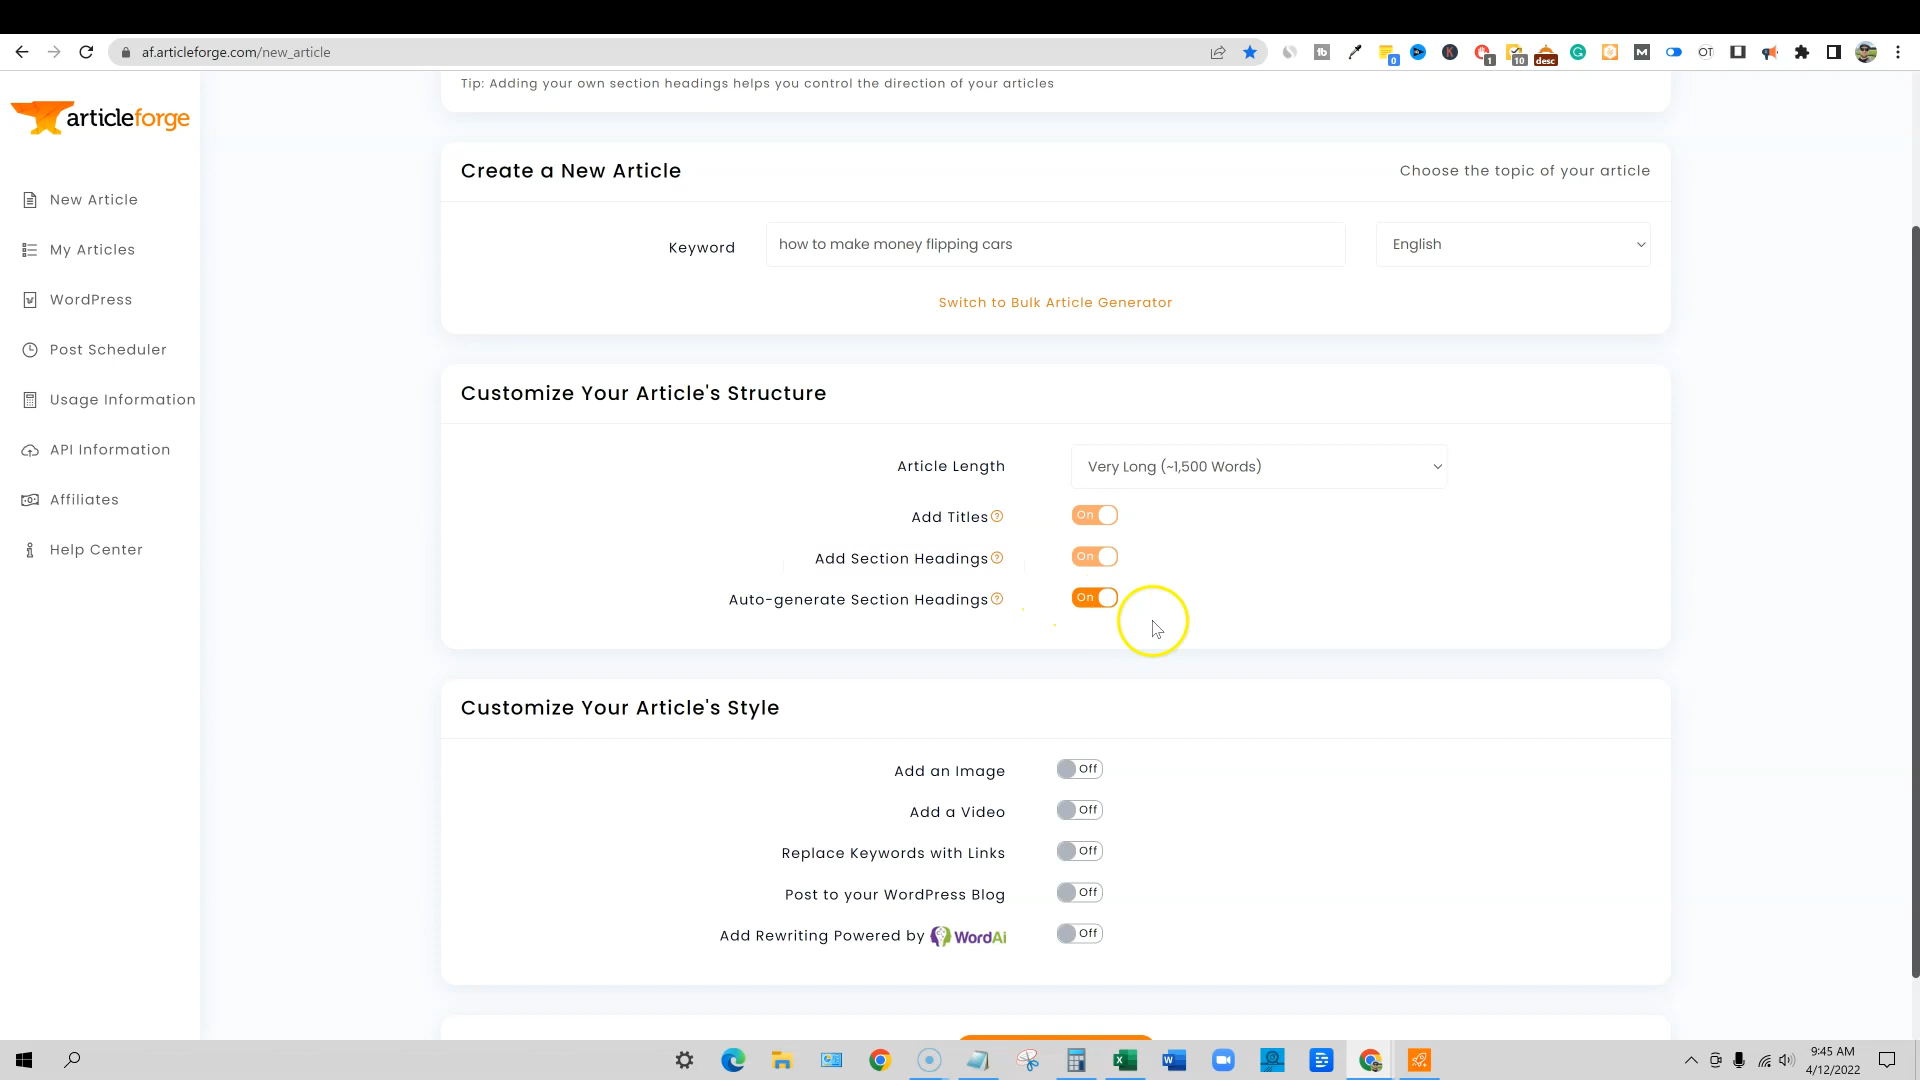 af.articleforge.com/new_article
Tip: Adding your own section headings helps you control the direction of your articles
articleforge
New Article
My Articles
WordPress
Post Scheduler
Usage Information
API Information
Affiliates
Help Center
Create a New Article
Choose the topic of your article
Keyword
how to make money flipping cars
English
Switch to Bulk Article Generator
Customize Your Article's Structure
Article Length
Very Long (~1,500 Words)
Add Titles
On
Add Section Headings
On
Auto-generate Section Headings
On
Customize Your Article's Style
Add an Image
Off
Add a Video
Off
Replace Keywords with Links
Off
Post to your WordPress Blog
Off
Add Rewriting Powered by WordAi
Off
9:45 AM
4/12/2022